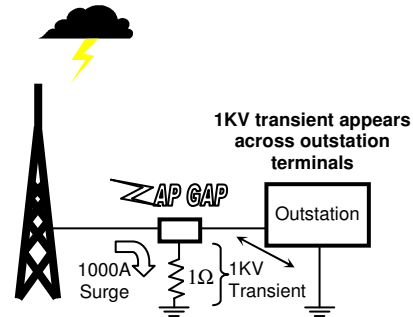 1KV transient appears
across outstation
terminals
ZAP GAP
Outstation
1000A
Surge
1Ω
1KV
Transient